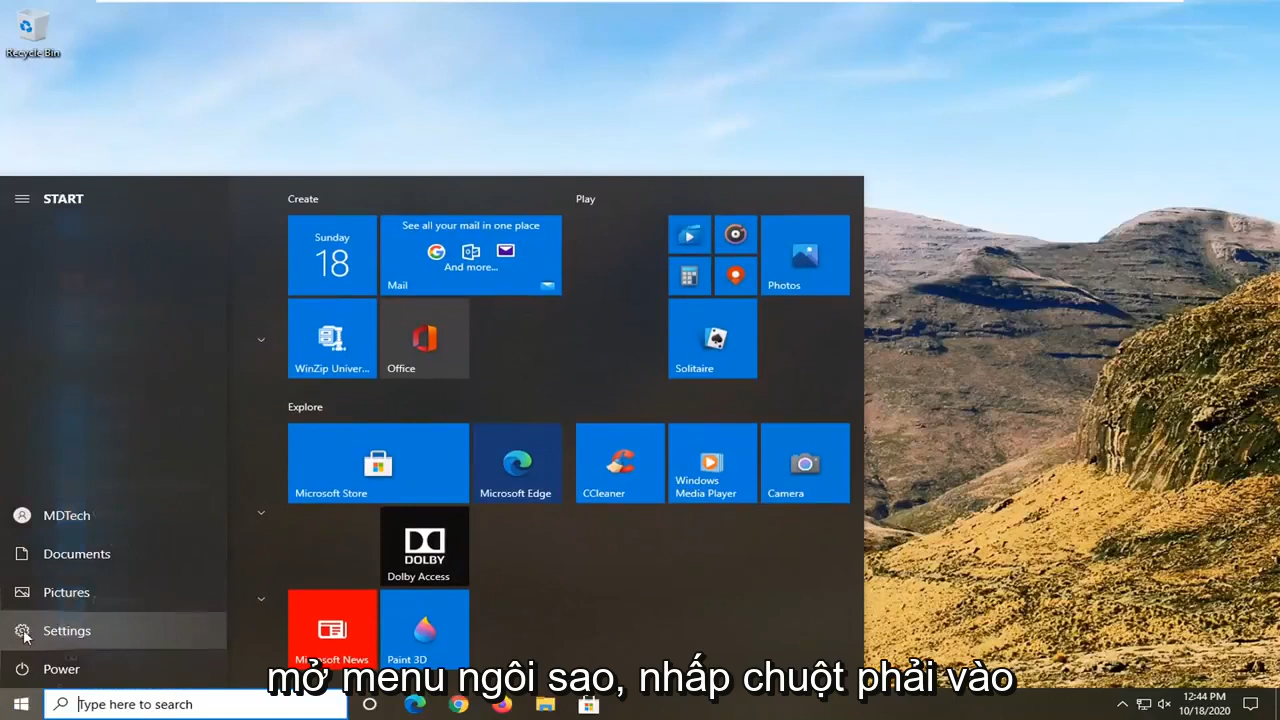 Recycle Bin
START
Create
Play
Sunday
18
See all your mail in one place
And more...
Mail
Photos
WinZip Univer...
Office
Solitaire
Explore
Microsoft Store
Microsoft Edge
CCleaner
Windows
Media Player
Camera
MDTech
Documents
DOLBY
Dolby Access
Pictures
Settings
Microsoft News
Paint 3D
Power
mở menu ngôi sao, nhấp chuột phải vào
Type here to search
12:44 PM
10/18/2020